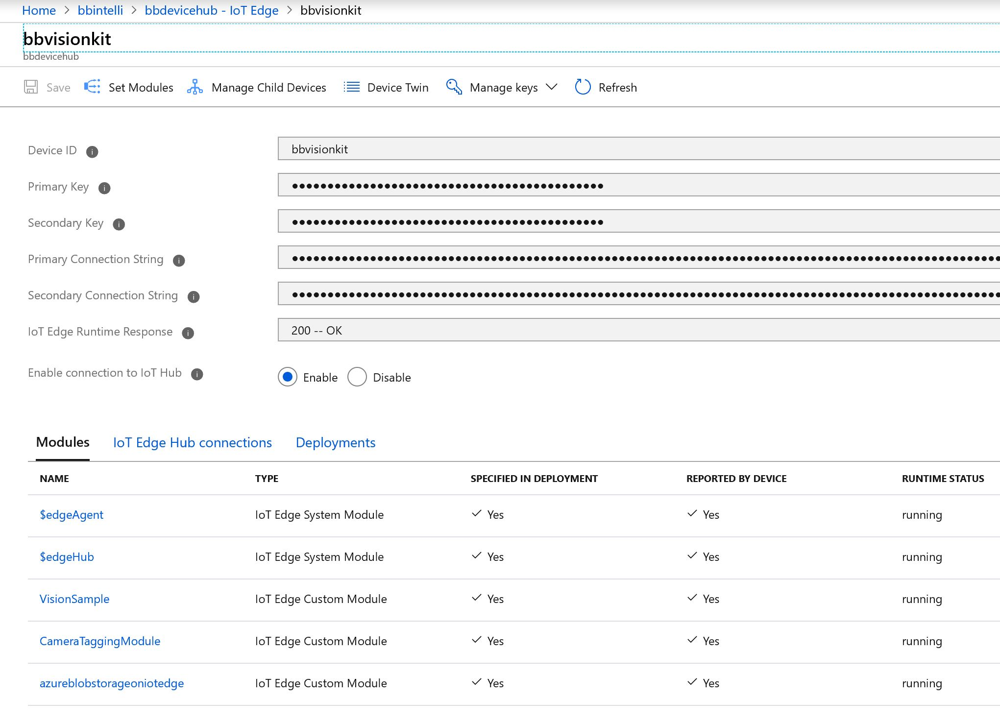 Home > bbintelli > bbdevicehub - IoT Edge > bbvisionkit
bbvisionkit
bbdevicehub
Save Set Modules Manage Child Devices Device Twin Manage keys Refresh
Device ID bbvisionkit
Primary Key ••••••••••••••••••••••••••••••••••••••••••••
Secondary Key ••••••••••••••••••••••••••••••••••••••••••••
Primary Connection String ••••••••••••••••••••••••••••••••••••••••••••••••••••••••••••••••••••••••••••••••••••••••••••••••••••
Secondary Connection String ••••••••••••••••••••••••••••••••••••••••••••••••••••••••••••••••••••••••••••••••••••••••••••••••••••
IoT Edge Runtime Response 200 -- OK
Enable connection to IoT Hub Enable Disable
Modules IoT Edge Hub connections Deployments
NAME TYPE SPECIFIED IN DEPLOYMENT REPORTED BY DEVICE RUNTIME STATUS
$edgeAgent IoT Edge System Module Yes Yes running
$edgeHub IoT Edge System Module Yes Yes running
VisionSample IoT Edge Custom Module Yes Yes running
CameraTaggingModule IoT Edge Custom Module Yes Yes running
azureblobstorageoniotedge IoT Edge Custom Module Yes Yes running